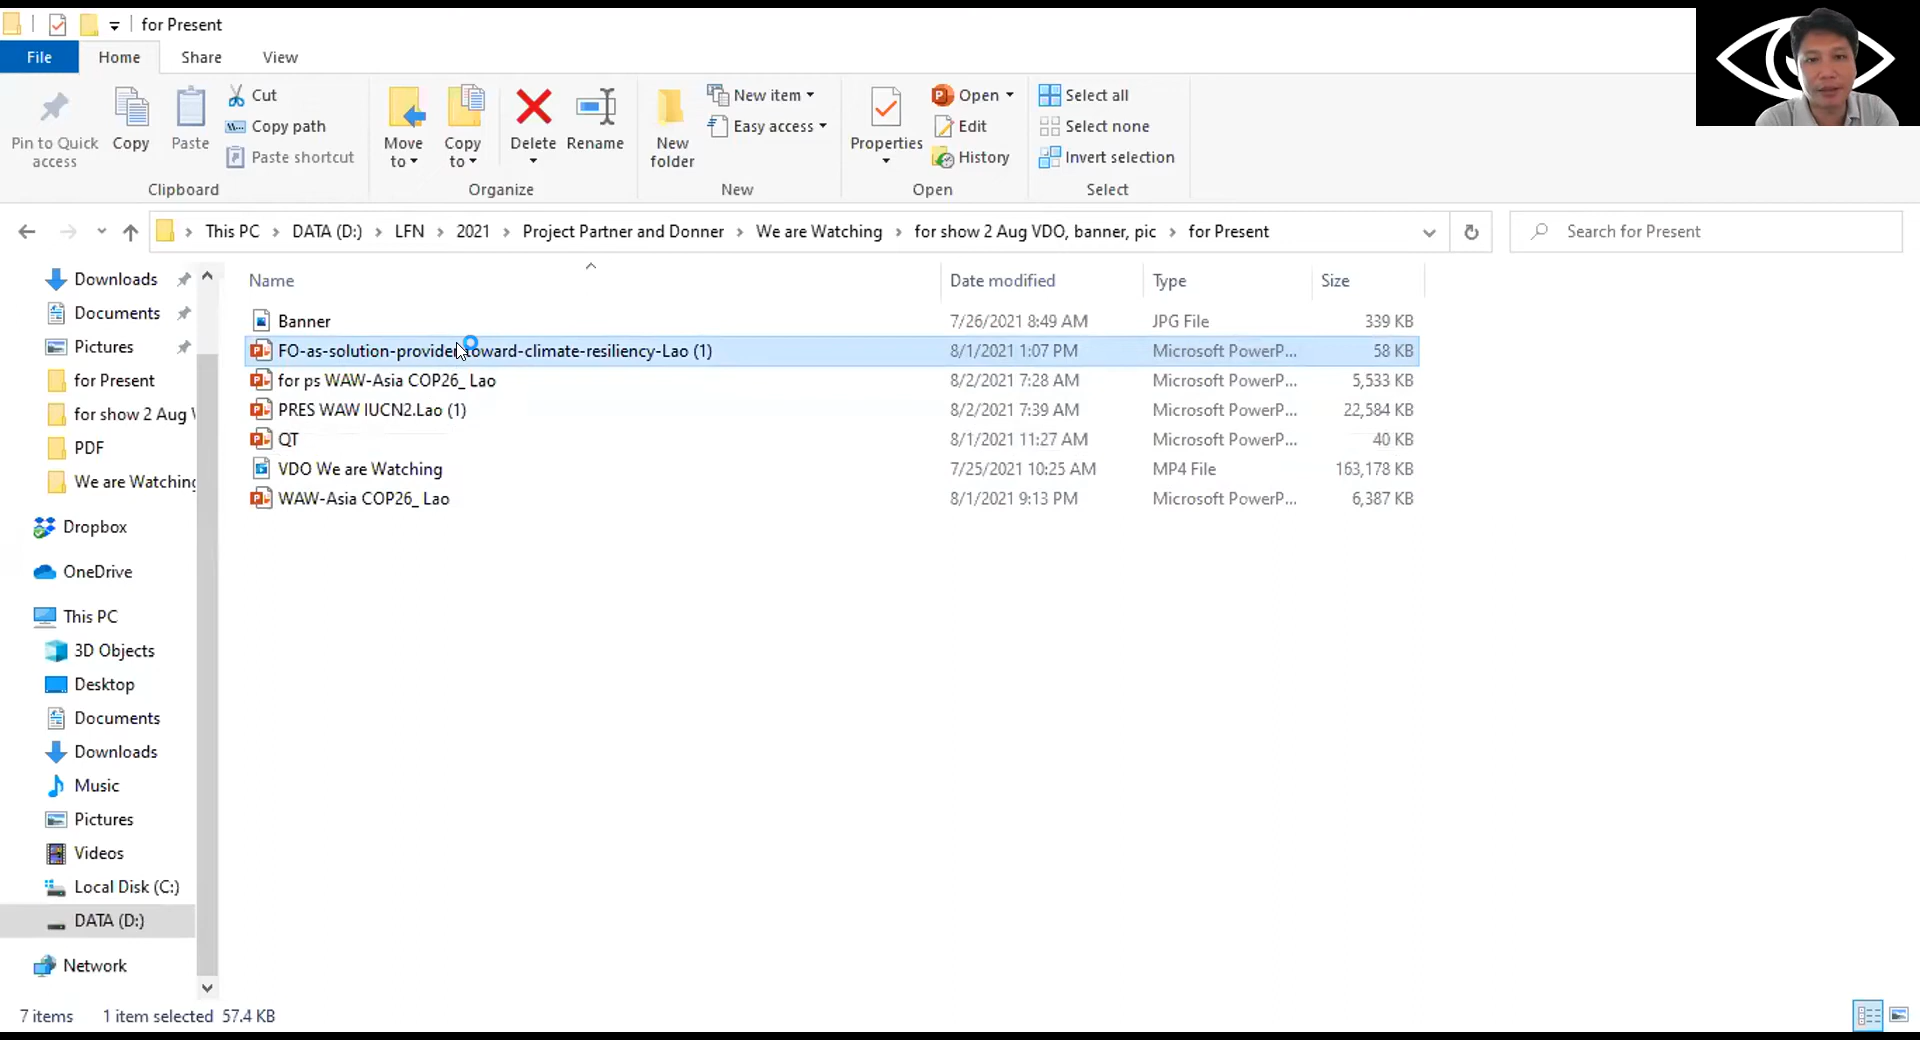 for Present
File Home Share View
Pin to Quick access
Copy
Paste
Cut
Copy path
Paste shortcut
Clipboard
Move to
Copy to
Delete
Rename
Organize
New folder
New item
Easy access
New
Properties
Open
Edit
History
Open
Select all
Select none
Invert selection
Select
This PC DATA (D:) LFN 2021 Project Partner and Donner We are Watching for show 2 Aug VDO, banner, pic for Present
Search for Present
Downloads
Documents
Pictures
for Present
for show 2 Aug
PDF
We are Watching
Dropbox
OneDrive
This PC
3D Objects
Desktop
Documents
Downloads
Music
Pictures
Videos
Local Disk (C:)
DATA (D:)
Network
Name Date modified Type Size
Banner 7/26/2021 8:49 AM JPG File 339 KB
FO-as-solution-provider-toward-climate-resiliency-Lao (1) 8/1/2021 1:07 PM Microsoft PowerP... 58 KB
for ps WAW-Asia COP26_ Lao 8/2/2021 7:28 AM Microsoft PowerP... 5,533 KB
PRES WAW IUCN2.Lao (1) 8/2/2021 7:39 AM Microsoft PowerP... 22,584 KB
QT 8/1/2021 11:27 AM Microsoft PowerP... 40 KB
VDO We are Watching 7/25/2021 10:25 AM MP4 File 163,178 KB
WAW-Asia COP26_ Lao 8/1/2021 9:13 PM Microsoft PowerP... 6,387 KB
7 items 1 item selected 57.4 KB